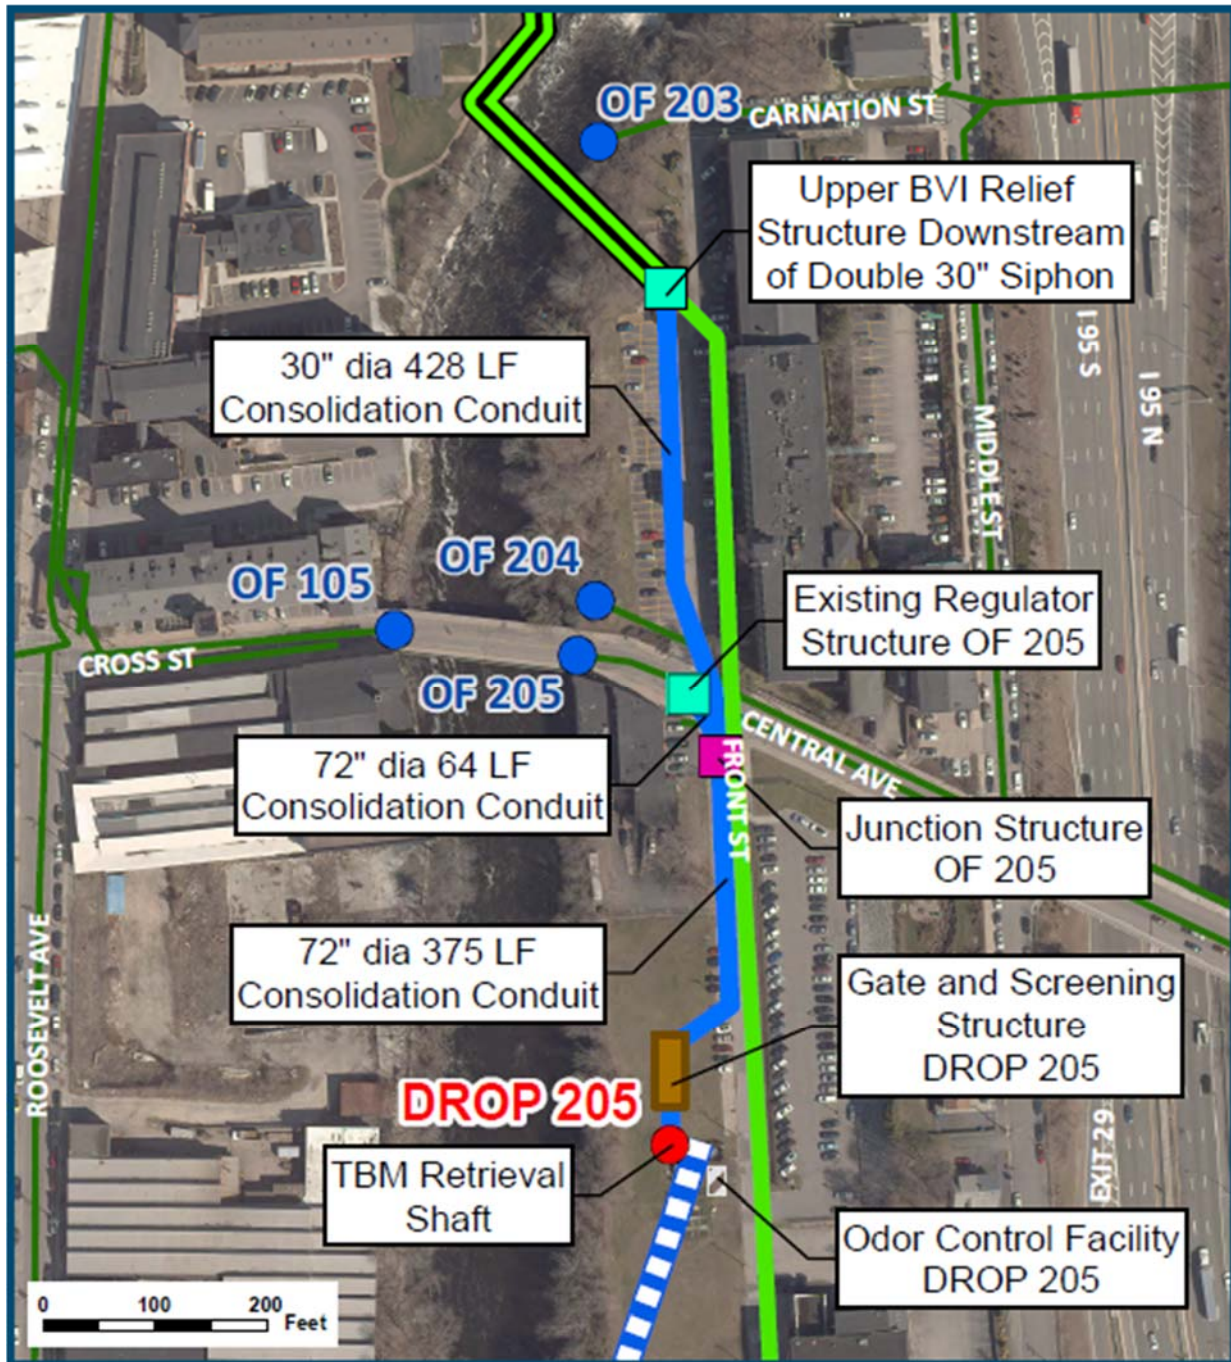 OF 203
CARNATION ST
Upper BVI Relief
Structure Downstream
of Double 30" Siphon
I 95 S
I 95 N
30" dia 428 LF
Consolidation Conduit
MIDDLE ST
OF 204
OF 105
Existing Regulator
Structure OF 205
CROSS ST
OF 205
CENTRAL AVE
72" dia 64 LF
Consolidation Conduit
FRONT ST
Junction Structure
OF 205
ROOSEVELT AVE
72" dia 375 LF
Consolidation Conduit
Gate and Screening
Structure
DROP 205
DROP 205
EXIT 29
TBM Retrieval
Shaft
Odor Control Facility
DROP 205
0 100 200
Feet